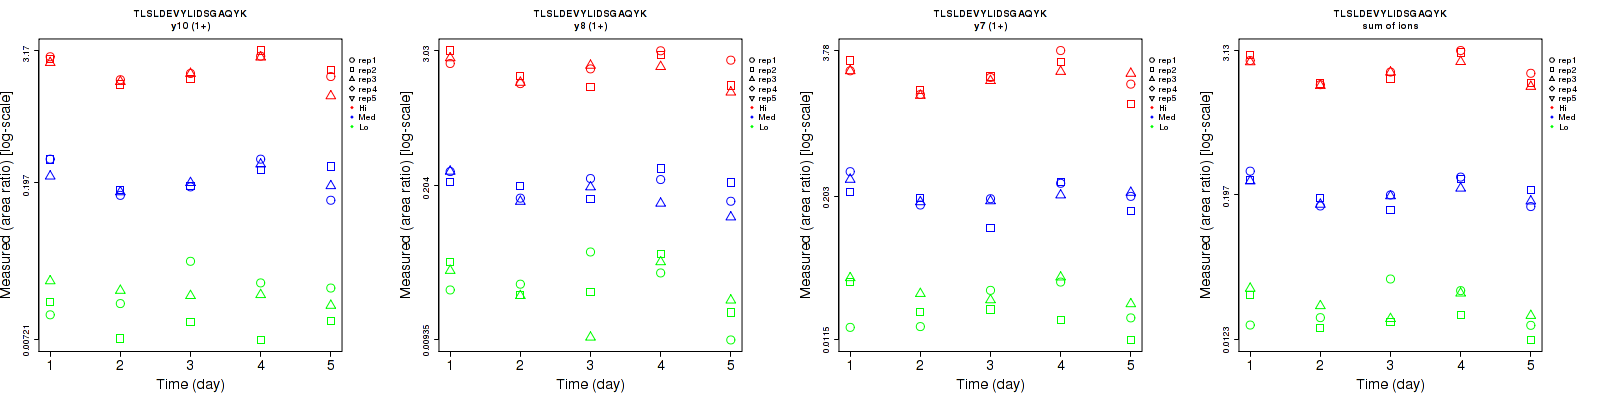 TLSLDEVYLIDSGAQYK
y10 (1+)
Measured (area ratio) [log-scale]
3.17
0.197
0.00721
1 2 3 4 5
Time (day)
rep1
rep2
rep3
rep4
rep5
Hi
Med
Lo
TLSLDEVYLIDSGAQYK
y8 (1+)
Measured (area ratio) [log-scale]
3.03
0.204
0.00935
1 2 3 4 5
Time (day)
rep1
rep2
rep3
rep4
rep5
Hi
Med
Lo
TLSLDEVYLIDSGAQYK
y7 (1+)
Measured (area ratio) [log-scale]
3.78
0.203
0.0115
1 2 3 4 5
Time (day)
rep1
rep2
rep3
rep4
rep5
Hi
Med
Lo
TLSLDEVYLIDSGAQYK
sum of ions
Measured (area ratio) [log-scale]
3.13
0.197
0.0123
1 2 3 4 5
Time (day)
rep1
rep2
rep3
rep4
rep5
Hi
Med
Lo